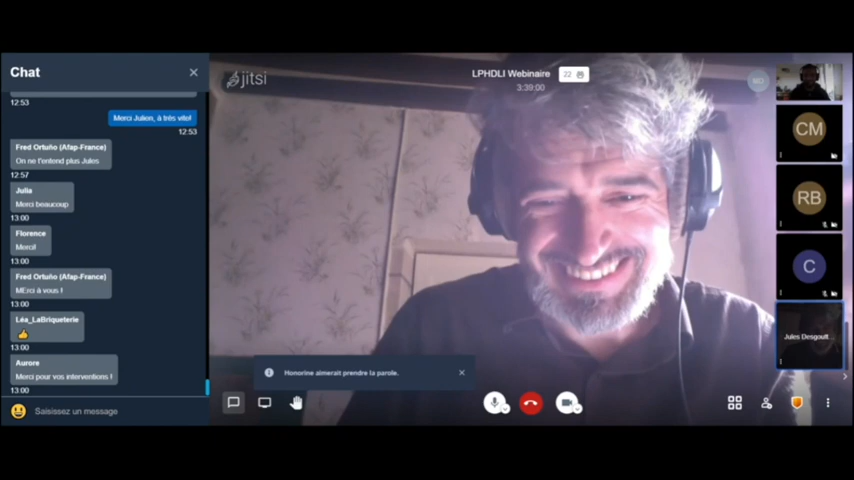 Chat
12:53
Merci Julien, à très vite!
12:53
Fred Ortuño (Afap-France)
On ne t'entend plus Jules
12:57
Julia
Merci beaucoup
13:00
Florence
Merci!
13:00
Fred Ortuño (Afap-France)
MErci à vous !
13:00
Léa_LaBriqueterie
👍
13:00
Aurore
Merci pour vos interventions !
13:00
Saisissez un message
jitsi
LPHDLI Webinaire
22
3:39:00
CM
RB
C
Jules Desgoutt...
Honorine aimerait prendre la parole.